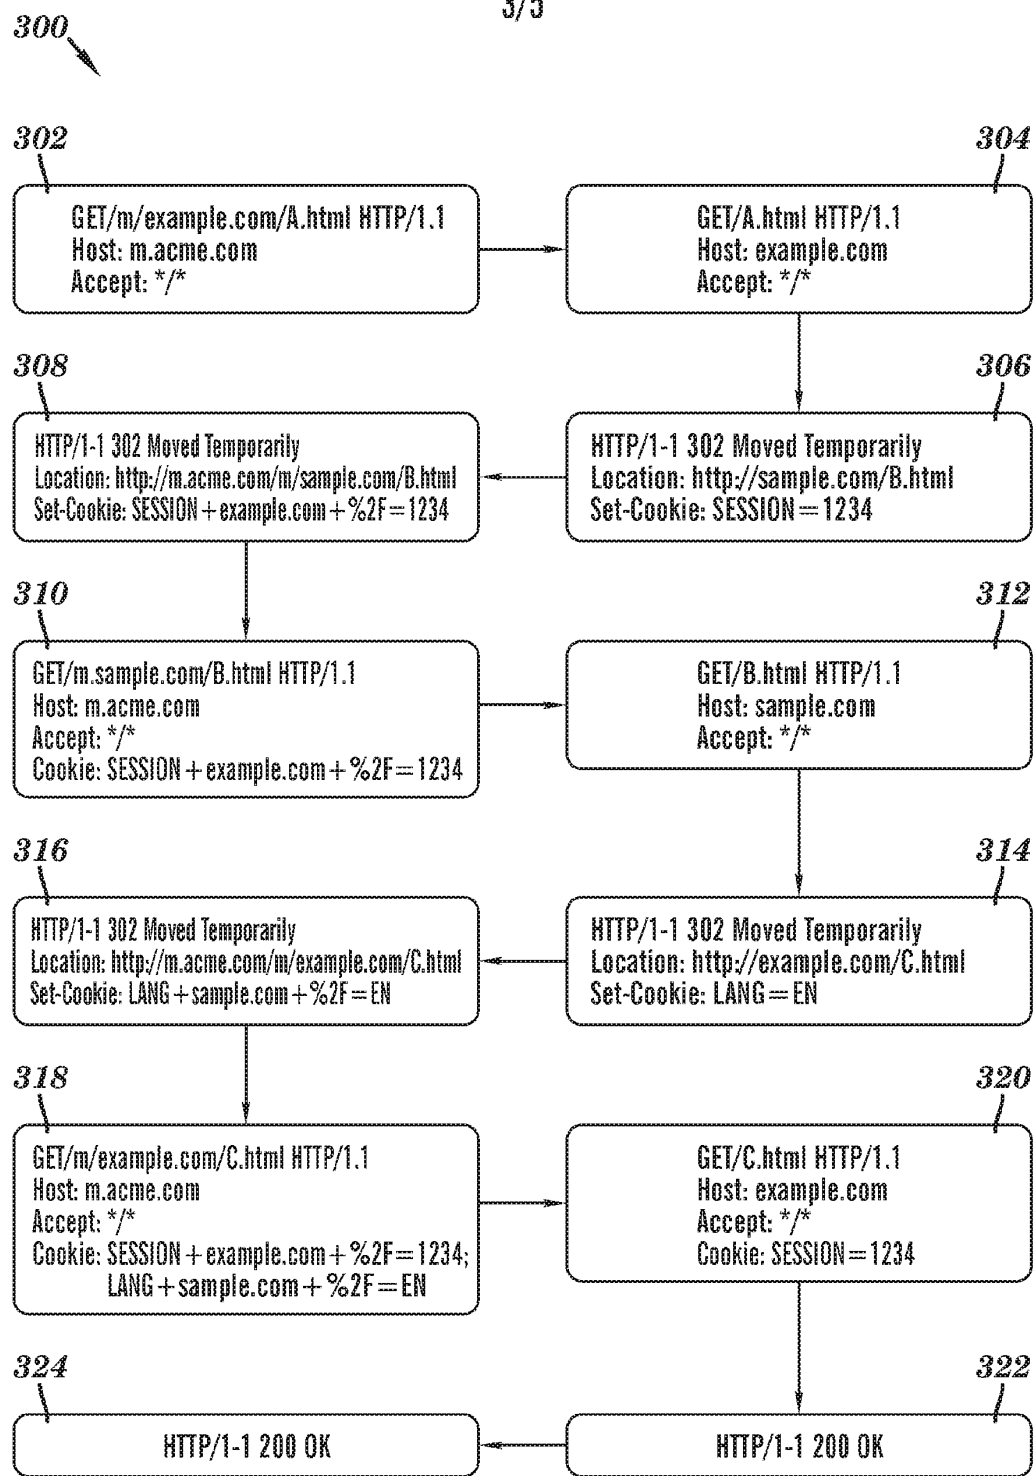 3/5
300
302
GET/m/example.com/A.html HTTP/1.1
Host: m.acme.com
Accept: */*
304
GET/A.html HTTP/1.1
Host: example.com
Accept: */*
308
HTTP/1-1 302 Moved Temporarily
Location: http://m.acme.com/m/sample.com/B.html
Set-Cookie: SESSION+example.com+%2F=1234
306
HTTP/1-1 302 Moved Temporarily
Location: http://sample.com/B.html
Set-Cookie: SESSION=1234
310
GET/m.sample.com/B.html HTTP/1.1
Host: m.acme.com
Accept: */*
Cookie: SESSION+example.com+%2F=1234
312
GET/B.html HTTP/1.1
Host: sample.com
Accept: */*
316
HTTP/1-1 302 Moved Temporarily
Location: http://m.acme.com/m/example.com/C.html
Set-Cookie: LANG+sample.com+%2F=EN
314
HTTP/1-1 302 Moved Temporarily
Location: http://example.com/C.html
Set-Cookie: LANG=EN
318
GET/m/example.com/C.html HTTP/1.1
Host: m.acme.com
Accept: */*
Cookie: SESSION+example.com+%2F=1234;
LANG+sample.com+%2F=EN
320
GET/C.html HTTP/1.1
Host: example.com
Accept: */*
Cookie: SESSION=1234
324
HTTP/1-1 200 OK
322
HTTP/1-1 200 OK